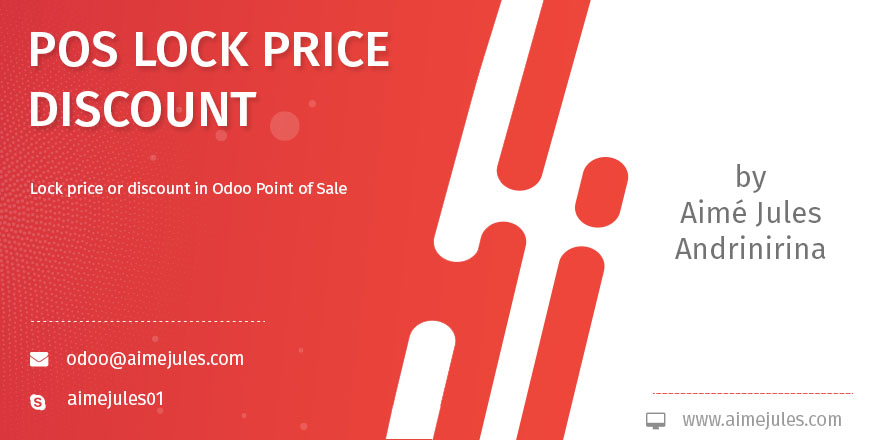 POS LOCK PRICE
DISCOUNT
Lock price or discount in Odoo Point of Sale
odoo@aimejules.com
aimejules01
by
Aimé Jules
Andrinirina
www.aimejules.com